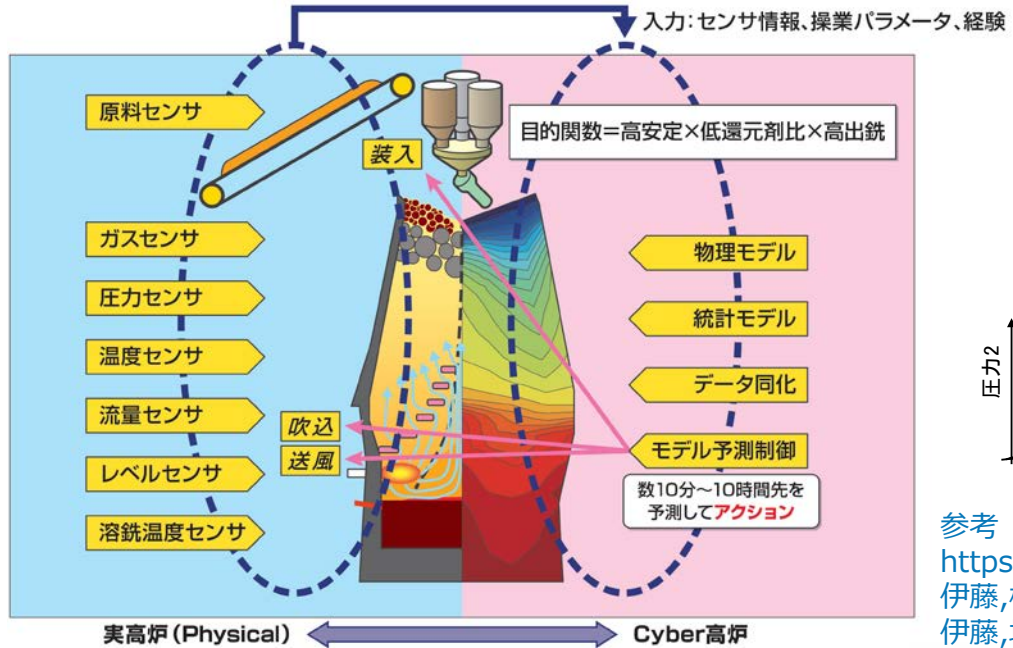 入力：センサ情報、操業パラメータ、経験
原料センサ
装入
目的関数＝高安定×低還元剤比×高出銑
ガスセンサ
圧力センサ
温度センサ
流量センサ
レベルセンサ
溶銑温度センサ
吹込
送風
物理モデル
統計モデル
データ同化
モデル予測制御
数10分～10時間先を
予測してアクション
実高炉（Physical）
Cyber高炉
圧力2
参考
https
伊藤,
伊藤,